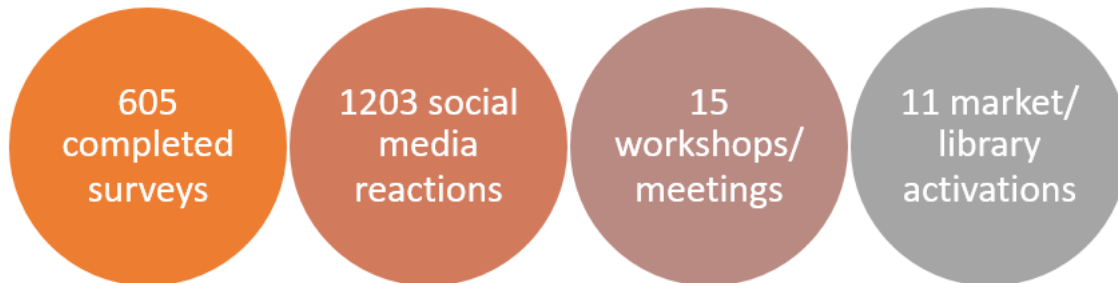 605
completed
surveys
1203 social
media
reactions
15
workshops/
meetings
11 market/
library
activations